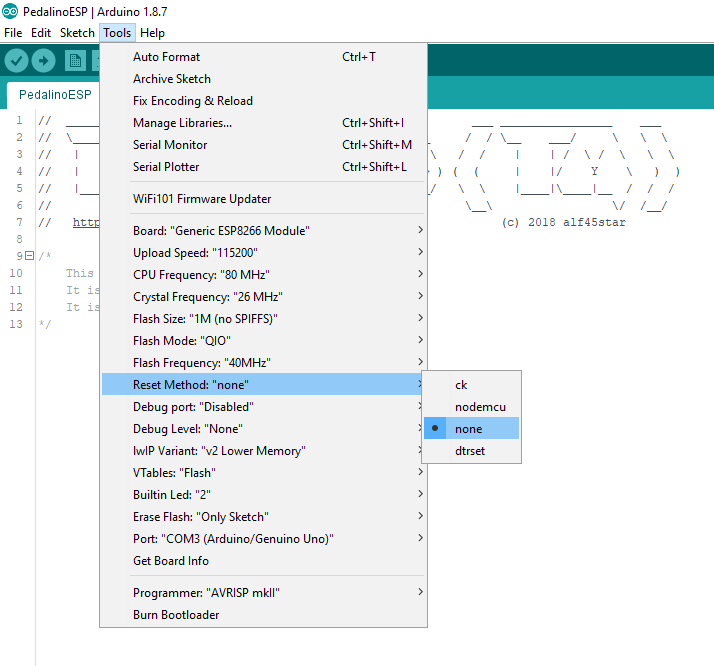 PedalinoESP | Arduino 1.8.7
File Edit Sketch Tools Help
PedalinoESP
Auto Format Ctrl+T
Archive Sketch
Fix Encoding & Reload
Manage Libraries... Ctrl+Shift+I
Serial Monitor Ctrl+Shift+M
Serial Plotter Ctrl+Shift+L
WiFi101 Firmware Updater
Board: "Generic ESP8266 Module"
Upload Speed: "115200"
CPU Frequency: "80 MHz"
Crystal Frequency: "26 MHz"
Flash Size: "1M (no SPIFFS)"
Flash Mode: "QIO"
Flash Frequency: "40MHz"
Reset Method: "none"
Debug port: "Disabled"
Debug Level: "None"
lwIP Variant: "v2 Lower Memory"
VTables: "Flash"
Builtin Led: "2"
Erase Flash: "Only Sketch"
Port: "COM3 (Arduino/Genuino Uno)"
Get Board Info
Programmer: "AVRISP mkII"
Burn Bootloader
ck
nodemcu
none
dtrset
1 //
2 //
3 //
4 //
5 //
6 //
7 // http (c) 2018 alf45star
8
9 /*
10 This
11 It is
12 It is
13 */